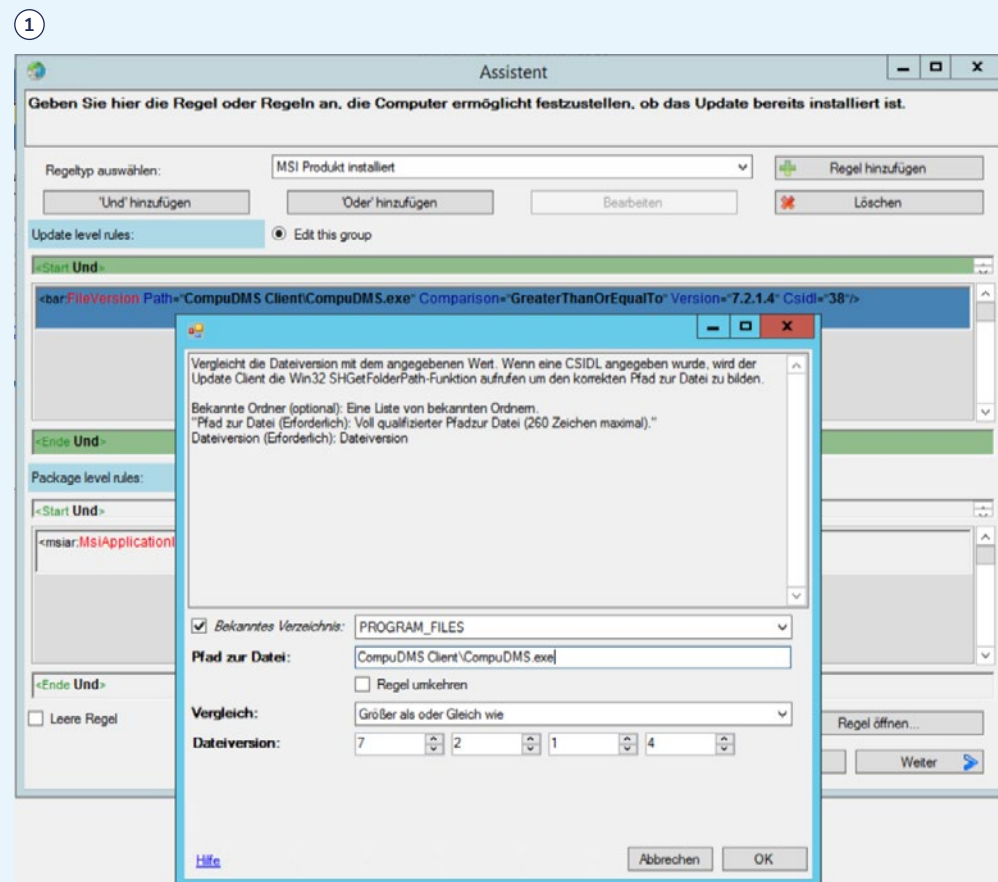 1
Assistent
Geben Sie hier die Regel oder Regeln an, die Computer ermöglicht festzustellen, ob das Update bereits installiert ist.
Regeltyp auswählen:
MSI Produkt installiert
Regel hinzufügen
'Und' hinzufügen
'Oder' hinzufügen
Bearbeiten
Löschen
Update level rules:
Edit this group
<Start Und>
<bar:FileVersion Path="CompuDMS Client\CompuDMS.exe" Comparison="GreaterThanOrEqualTo" Version="7.2.1.4" Csidl="38"/>
Vergleicht die Dateiversion mit dem angegebenen Wert. Wenn eine CSIDL angegeben wurde, wird der
Update Client die Win32 SHGetFolderPath-Funktion aufrufen um den korrekten Pfad zur Datei zu bilden.
Bekannte Ordner (optional): Eine Liste von bekannten Ordnern.
"Pfad zur Datei (Erforderlich): Voll qualifizierter Pfadzur Datei (260 Zeichen maximal)."
Dateiversion (Erforderlich): Dateiversion
<Ende Und>
Package level rules:
<Start Und>
<msiar:MsiApplicationI
Bekanntes Verzeichnis:
PROGRAM_FILES
Pfad zur Datei:
CompuDMS Client\CompuDMS.exe
Regel umkehren
<Ende Und>
Leere Regel
Vergleich:
Größer als oder Gleich wie
Regel öffnen...
Dateiversion:
7 2 1 4
Weiter
Hilfe
Abbrechen
OK